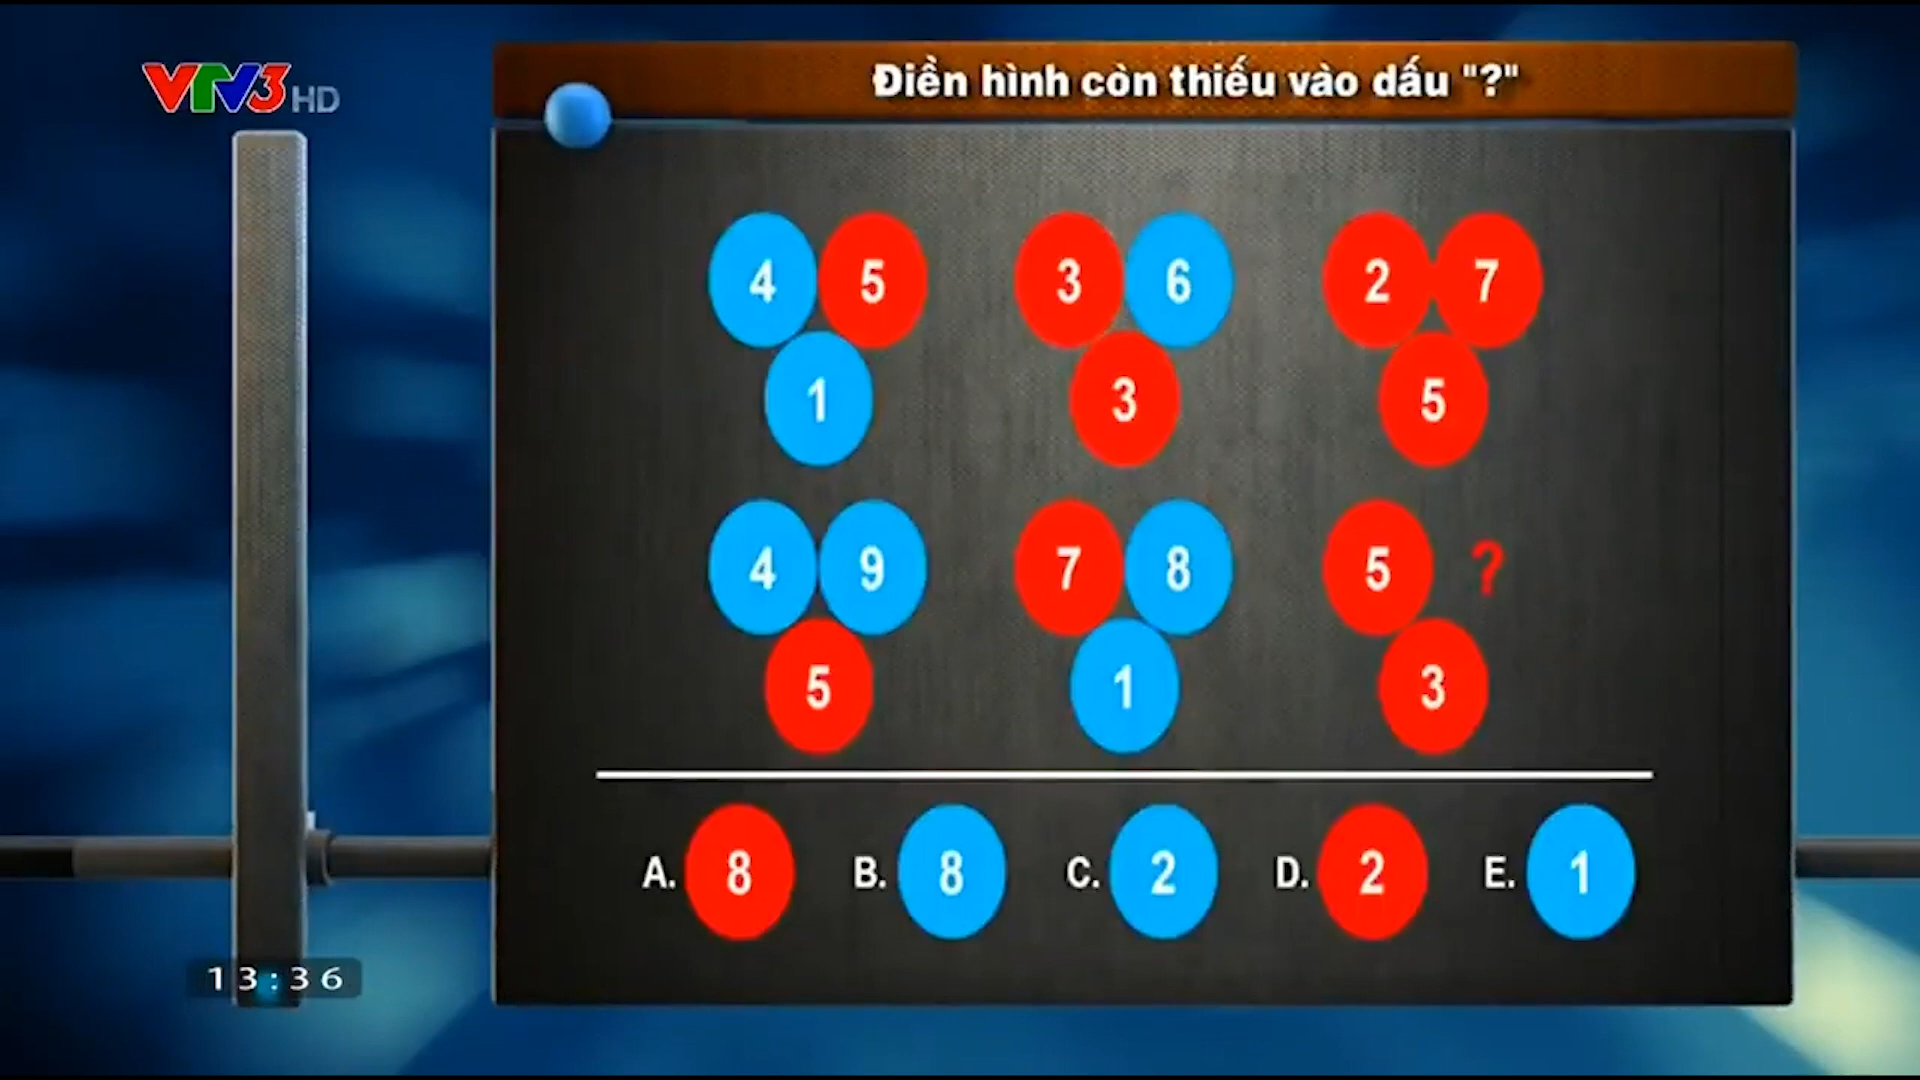 VTV3 HD
Điền hình còn thiếu vào dấu "?"
4 5 3 6 2 7
1 3 5
4 9 7 8 5 ?
5 1 3
A. 8 B. 8 C. 2 D. 2 E. 1
13:36